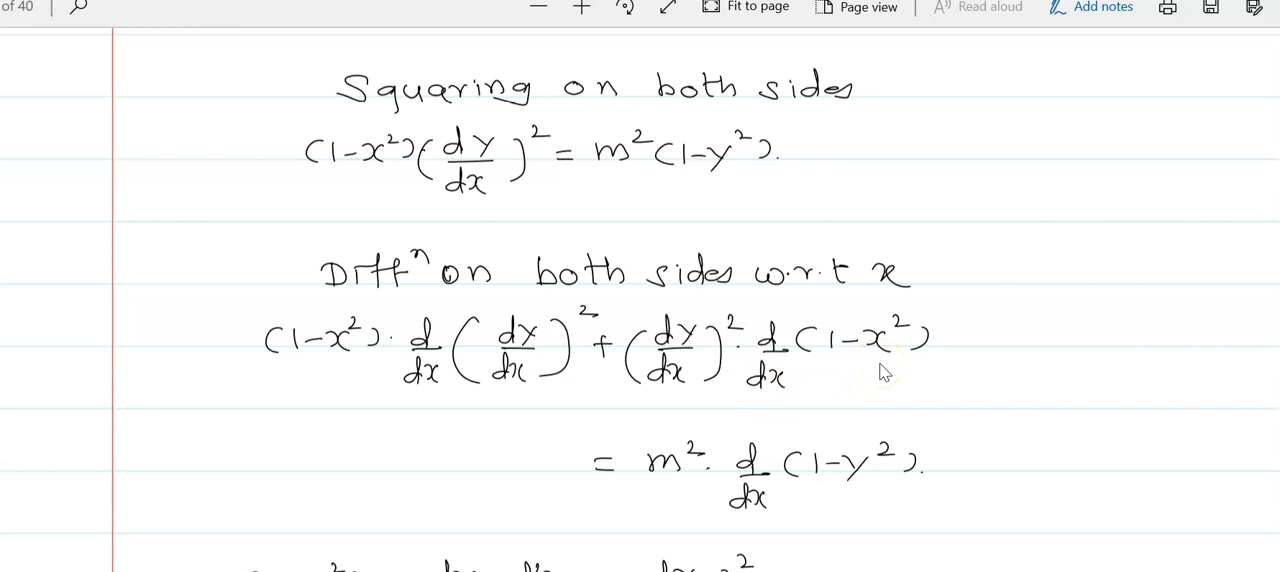 of 40 Fit to page Page view Read aloud Add notes
Squaring on both sides
(1-x²)(dy/dx)² = m²(1-y²).
Diffⁿ on both sides w.r.t x
(1-x²). d/dx (dy/dx)² + (dy/dx)². d/dx (1-x²)
= m². d/dx (1-y²).